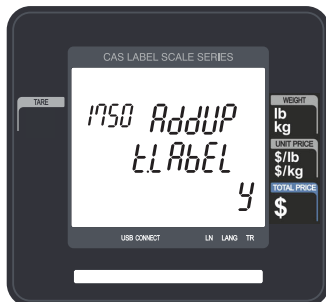 CAS LABEL SCALE SERIES
TARE
1750 AddUP
t.LAbEL
y
WEIGHT
lb
kg
UNIT PRICE
$/lb
$/kg
TOTAL PRICE
$
USB CONNECT LN LANG TR